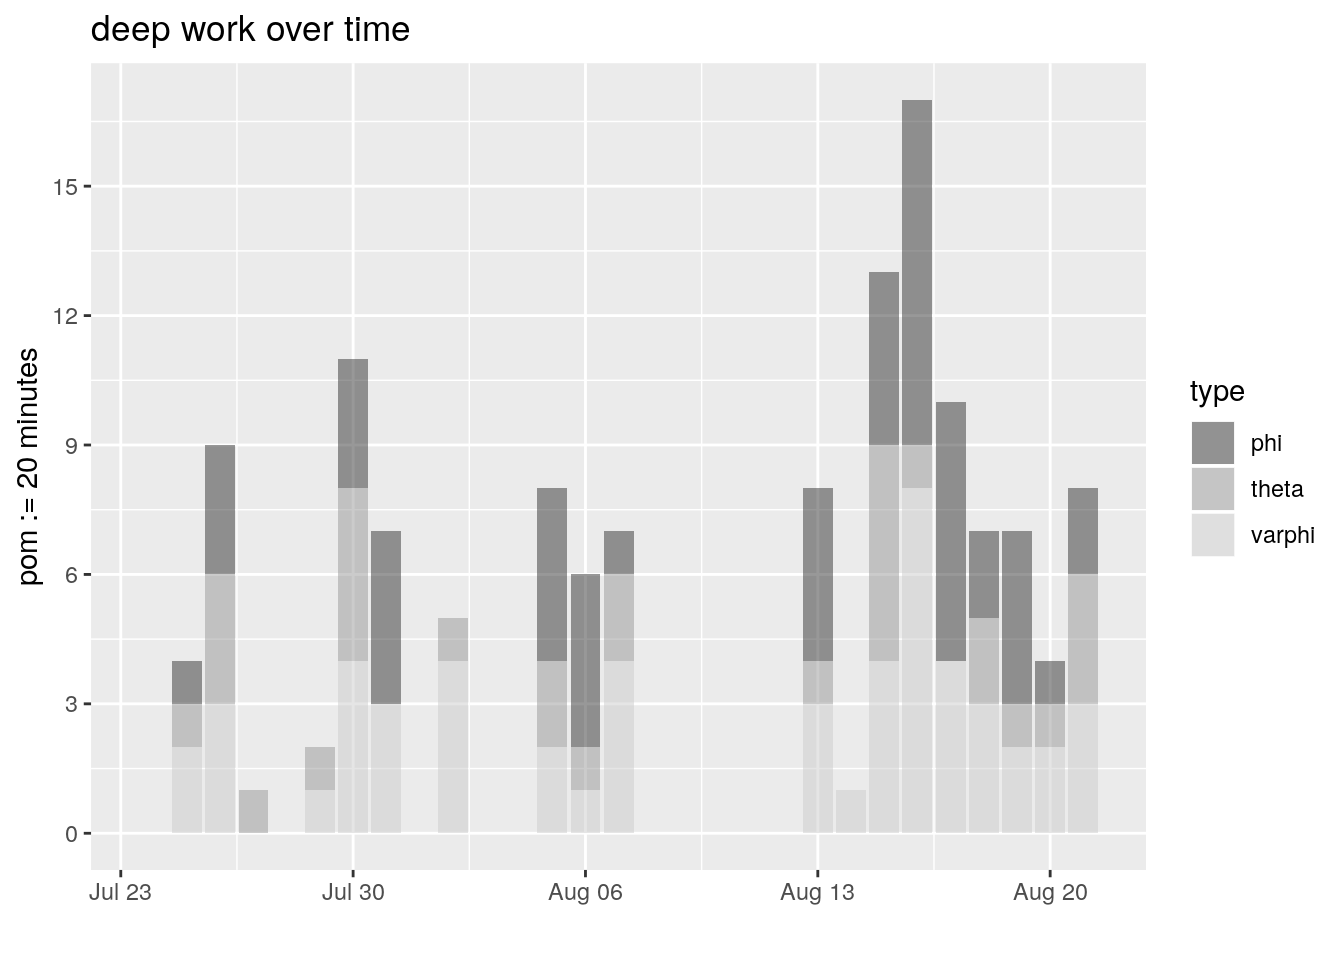 deep work over time
pom := 20 minutes
15
12
9
6
3
0
Jul 23
Jul 30
Aug 06
Aug 13
Aug 20
type
phi
theta
varphi